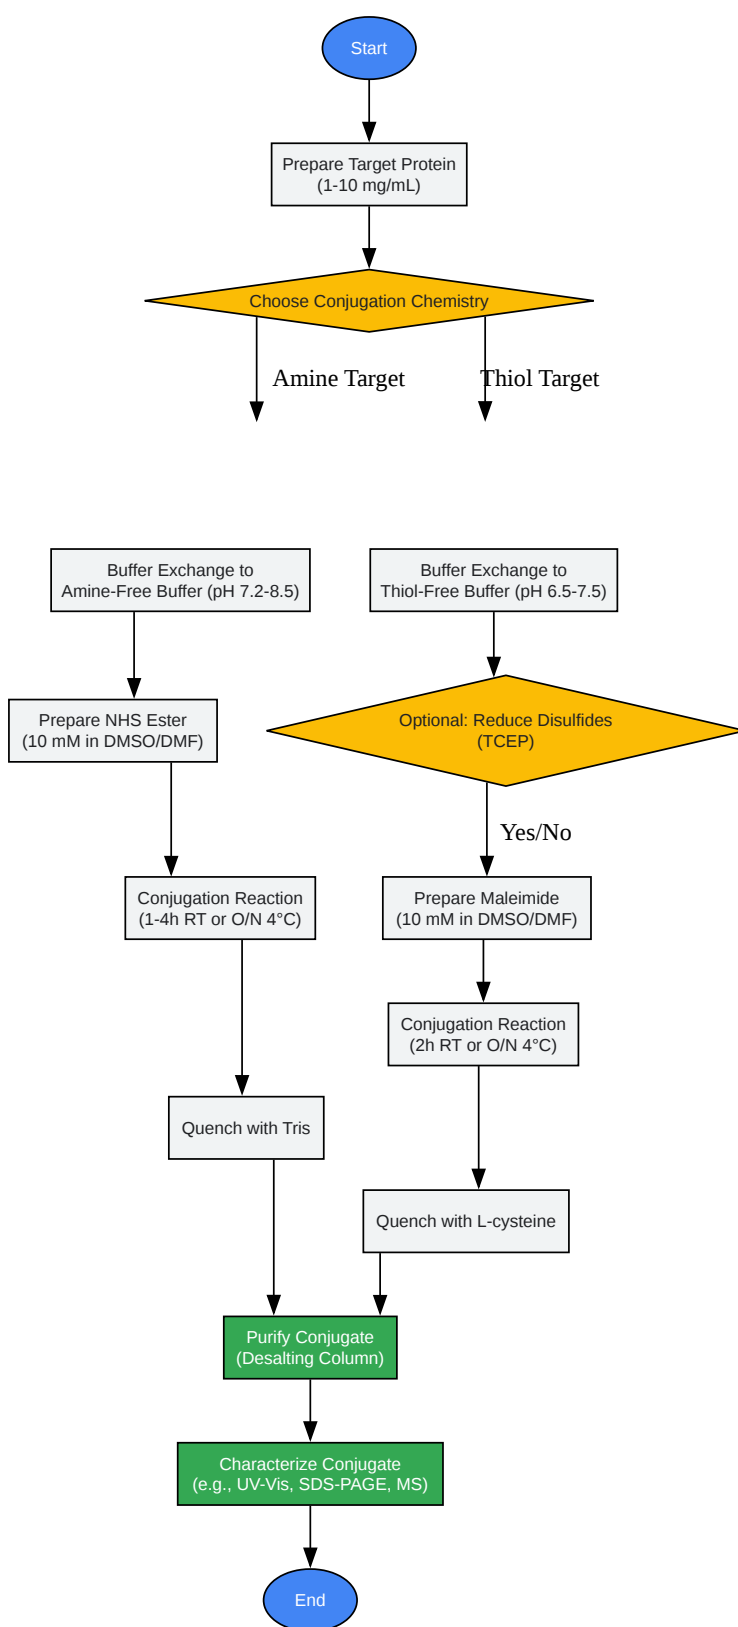 Start
Prepare Target Protein
(1-10 mg/mL)
Choose Conjugation Chemistry
Amine Target
Thiol Target
Buffer Exchange to
Amine-Free Buffer (pH 7.2-8.5)
Buffer Exchange to
Thiol-Free Buffer (pH 6.5-7.5)
Prepare NHS Ester
(10 mM in DMSO/DMF)
Optional: Reduce Disulfides
(TCEP)
Yes/No
Conjugation Reaction
(1-4h RT or O/N 4°C)
Prepare Maleimide
(10 mM in DMSO/DMF)
Conjugation Reaction
(2h RT or O/N 4°C)
Quench with Tris
Quench with L-cysteine
Purify Conjugate
(Desalting Column)
Characterize Conjugate
(e.g., UV-Vis, SDS-PAGE, MS)
End